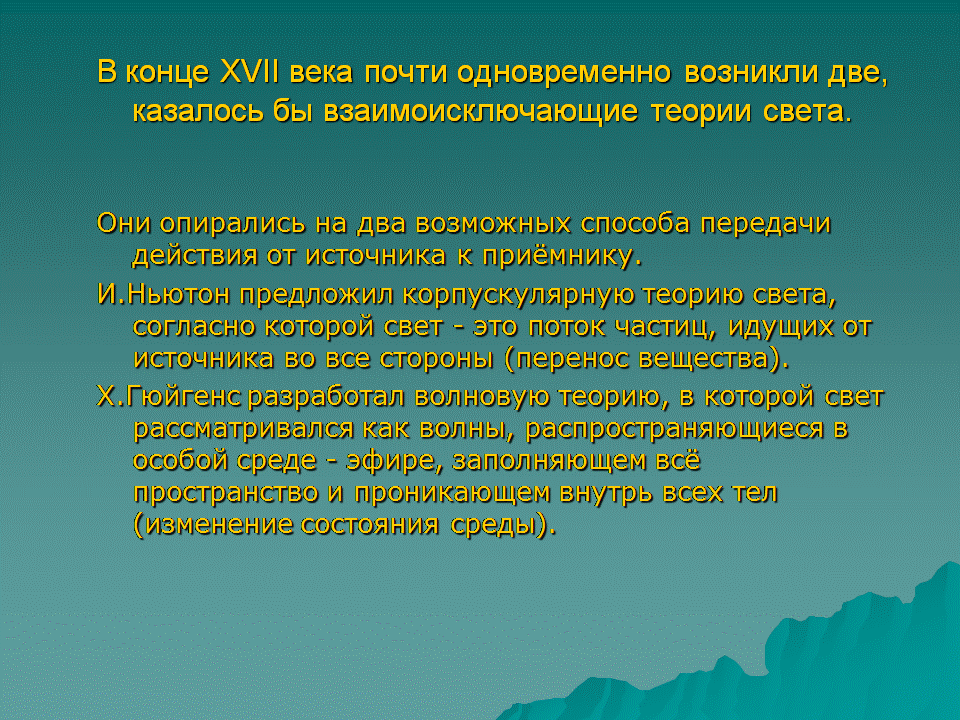 В конце XVII века почти одновременно возникли две,
казалось бы взаимоисключающие теории света.
Они опирались на два возможных способа передачи
действия от источника к приёмнику.
И.Ньютон предложил корпускулярную теорию света,
согласно которой свет - это поток частиц, идущих от
источника во все стороны (перенос вещества).
Х.Гюйгенс разработал волновую теорию, в которой свет
рассматривался как волны, распространяющиеся в
особой среде - эфире, заполняющем всё
пространство и проникающем внутрь всех тел
(изменение состояния среды).